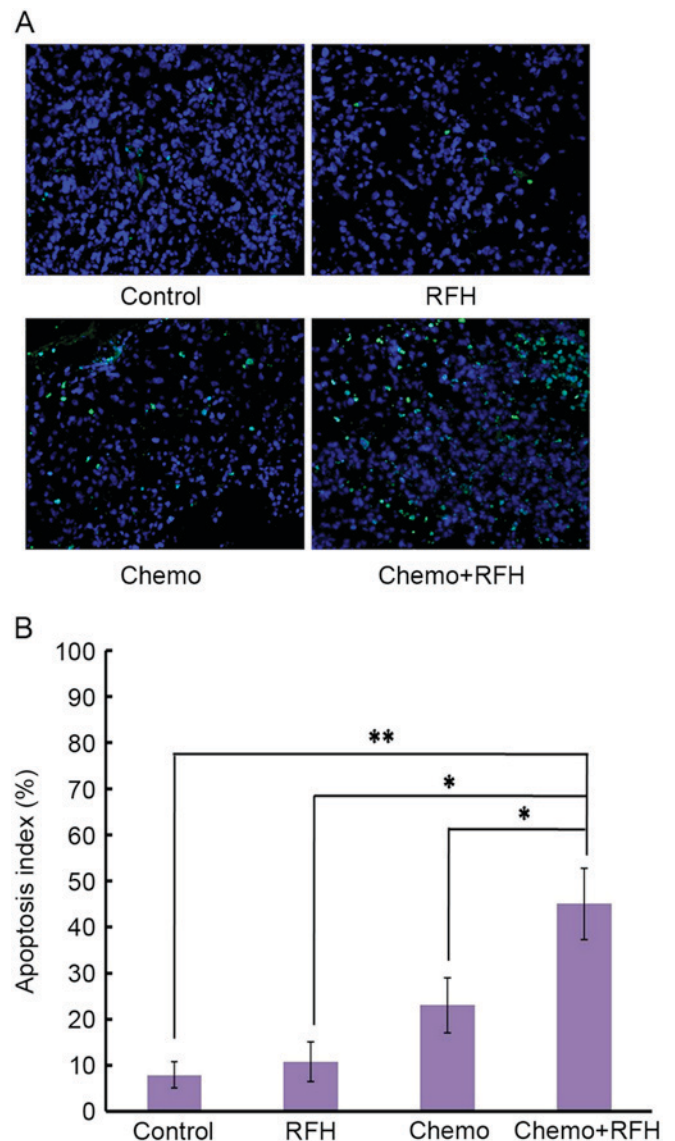 A
Control
RFH
Chemo
Chemo+RFH
B
Apoptosis index (%)
100
90
80
70
60
50
40
30
20
10
0
**
*
*
Control
RFH
Chemo
Chemo+RFH